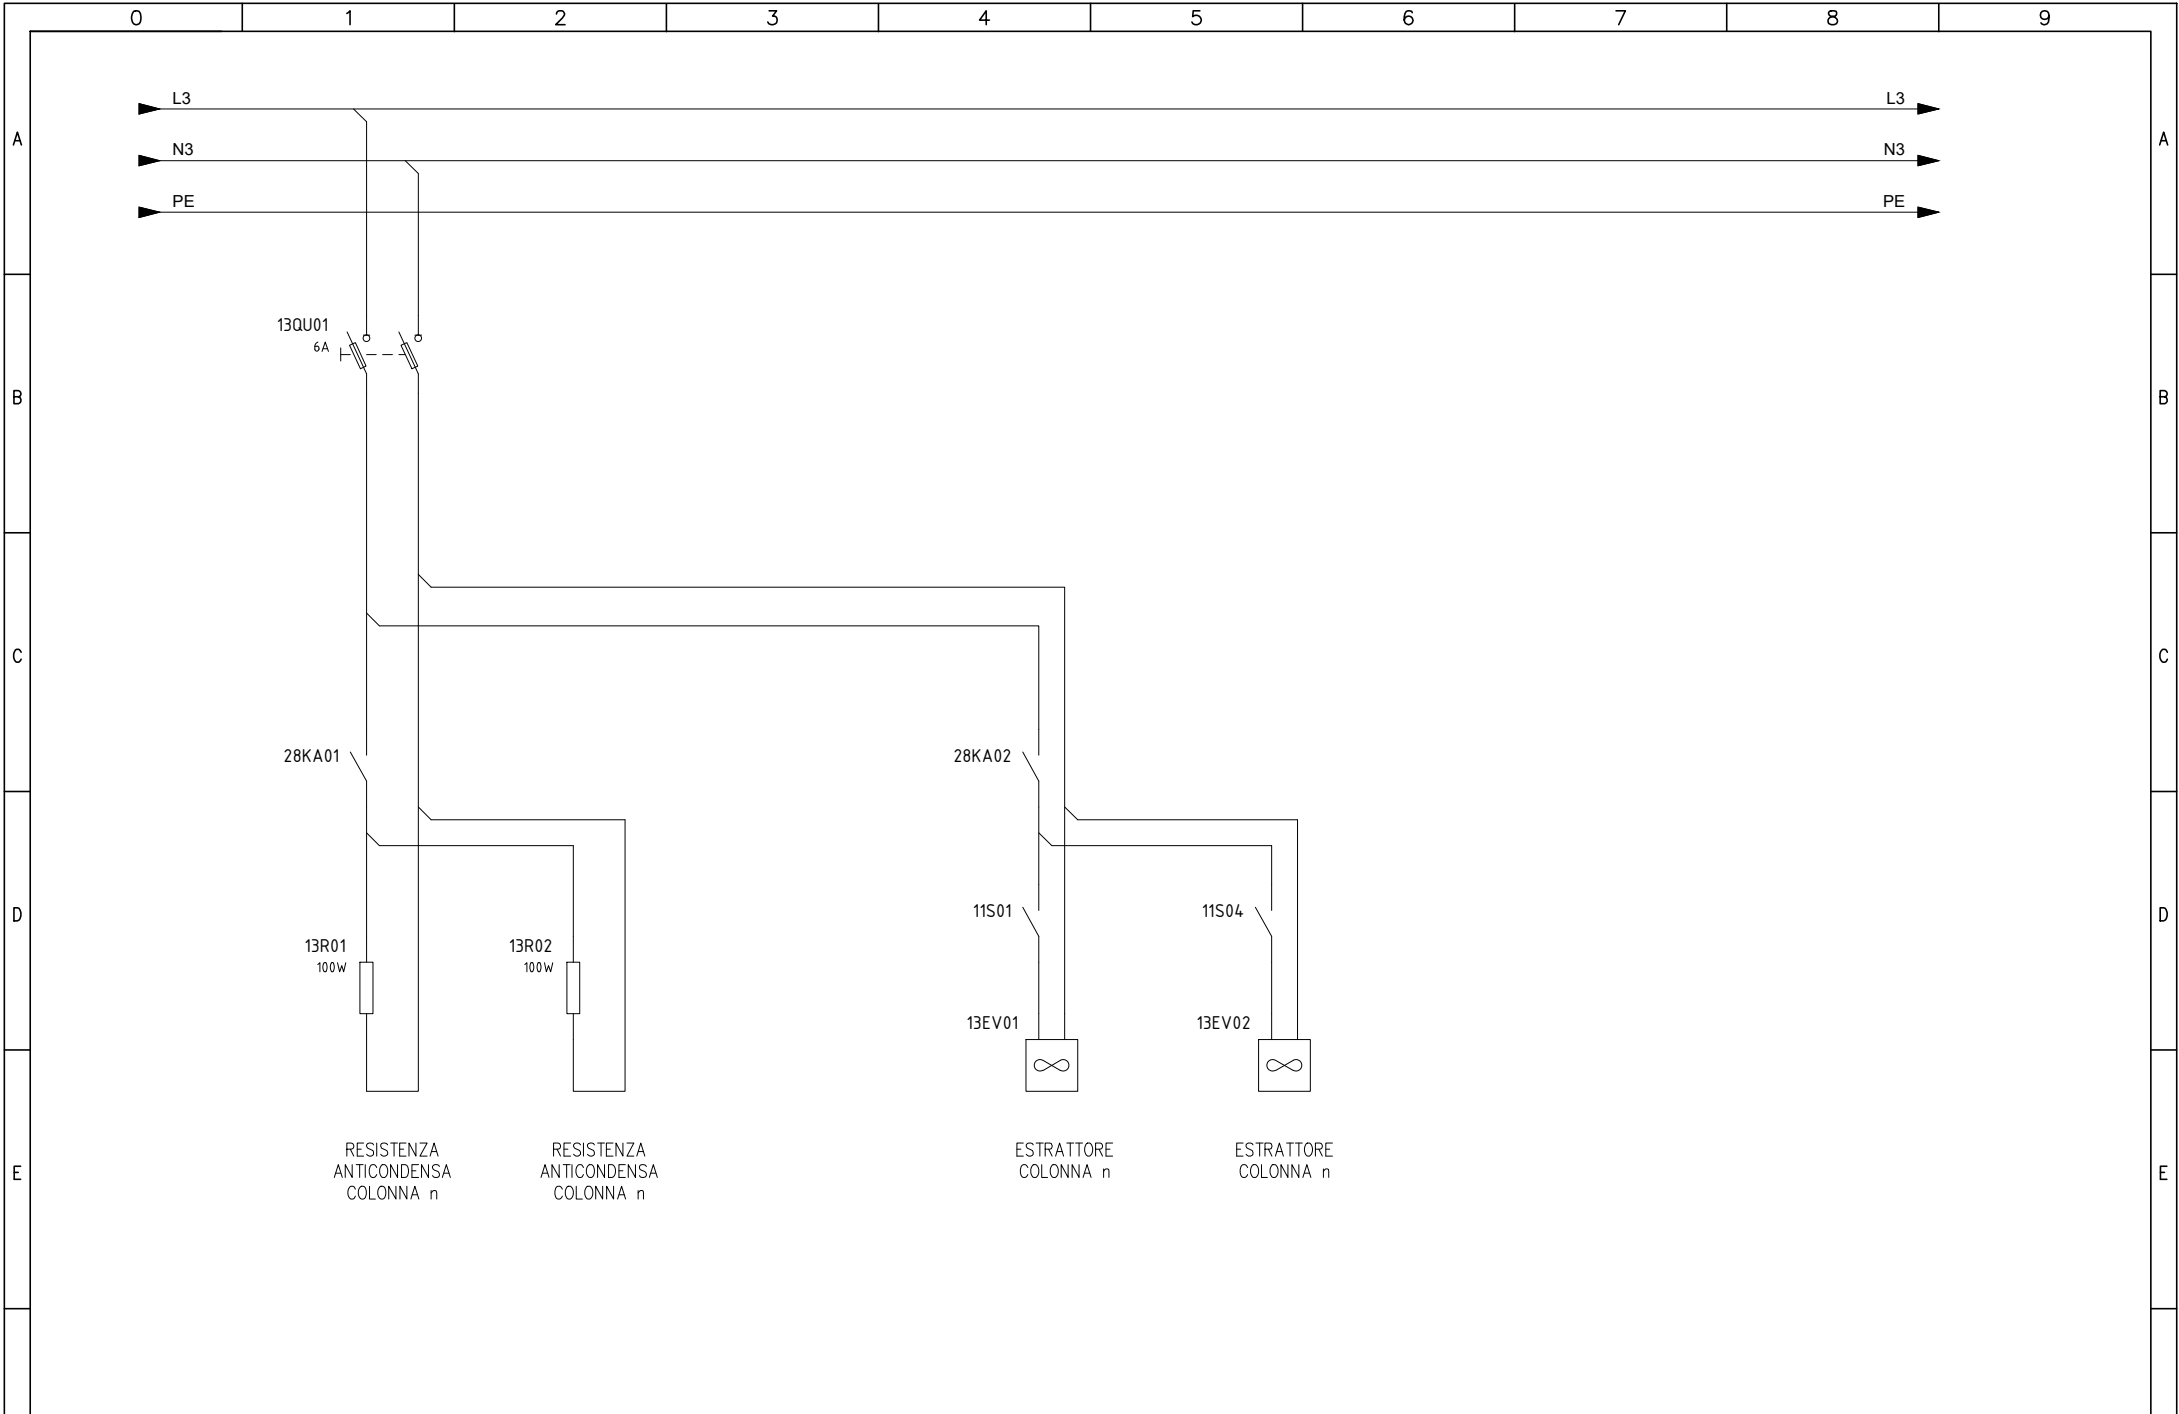 0 1 2 3 4 5 6 7 8 9
L3 L3
A A
N3 N3
PE PE
13QU01
6A
B B
C C
28KA01 28KA02
11S01 11S04
D D
13R01 13R02
100W 100W
13EV01 13EV02
RESISTENZA
ANTICONDENSA
COLONNA n
RESISTENZA
ANTICONDENSA
COLONNA n
ESTRATTORE
COLONNA n
ESTRATTORE
COLONNA n
E E